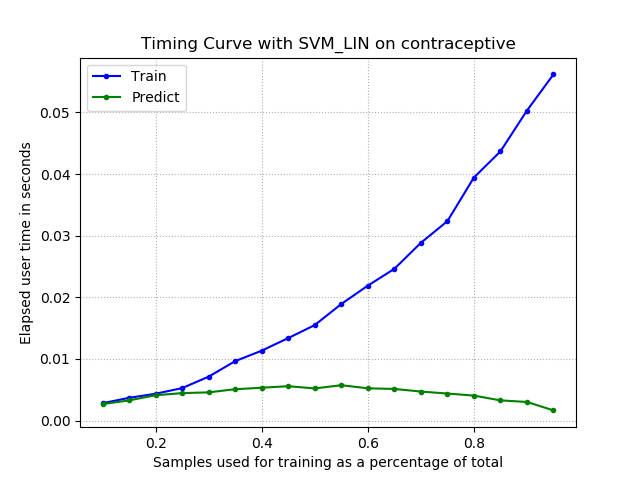 Timing Curve with SVM_LIN on contraceptive
Train
Predict
Elapsed user time in seconds
0.05
0.04
0.03
0.02
0.01
0.00
0.2 0.4 0.6 0.8
Samples used for training as a percentage of total